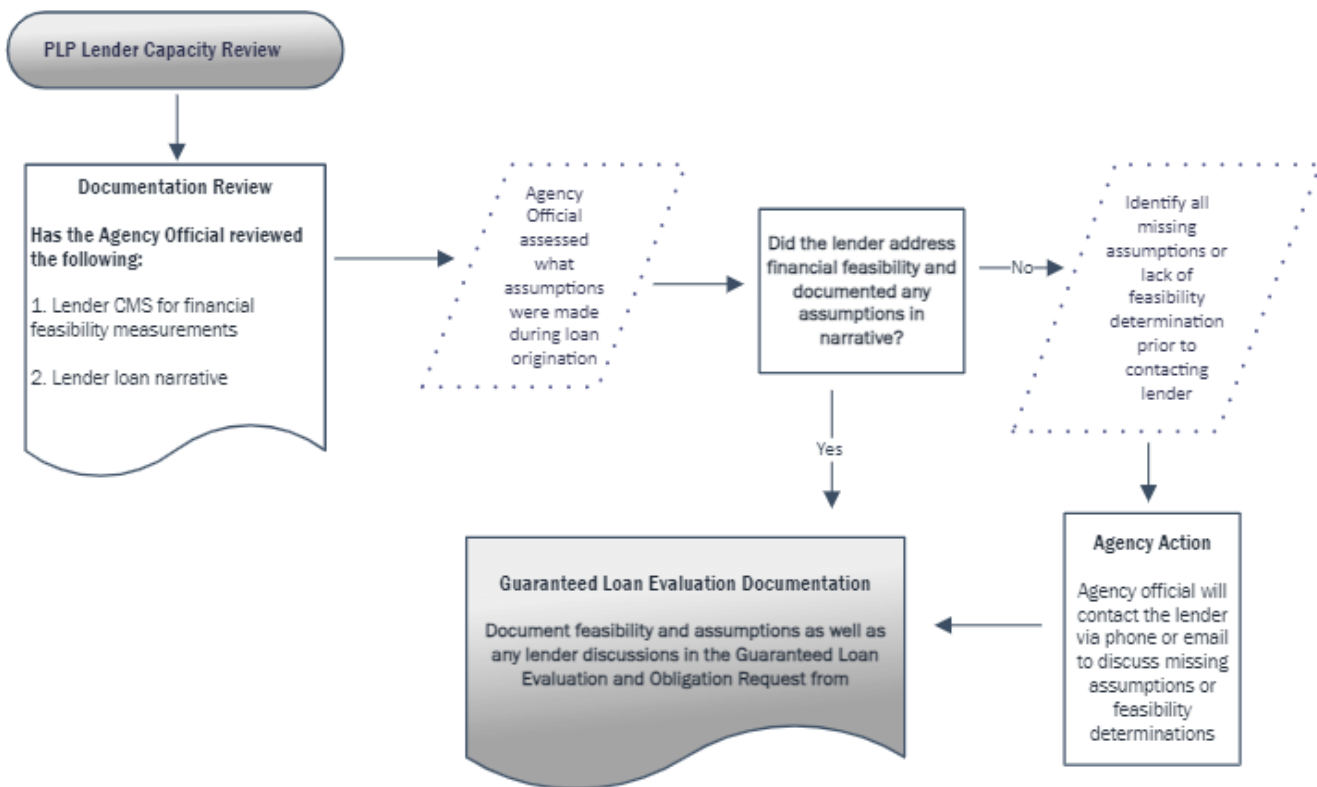 PLP Lender Capacity Review
Documentation Review
Has the Agency Official reviewed
the following:
1. Lender CMS for financial
feasibility measurements
2. Lender loan narrative
Agency
Official
assessed
what
assumptions
were made
during loan
origination
Did the lender address
financial feasibility and
documented any
assumptions in
narrative?
No
Identify all
missing
assumptions or
lack of
feasibility
determination
prior to
contacting
lender
Yes
Agency Action
Agency official will
contact the lender
via phone or email
to discuss missing
assumptions or
feasibility
determinations
Guaranteed Loan Evaluation Documentation
Document feasibility and assumptions as well as
any lender discussions in the Guaranteed Loan
Evaluation and Obligation Request from